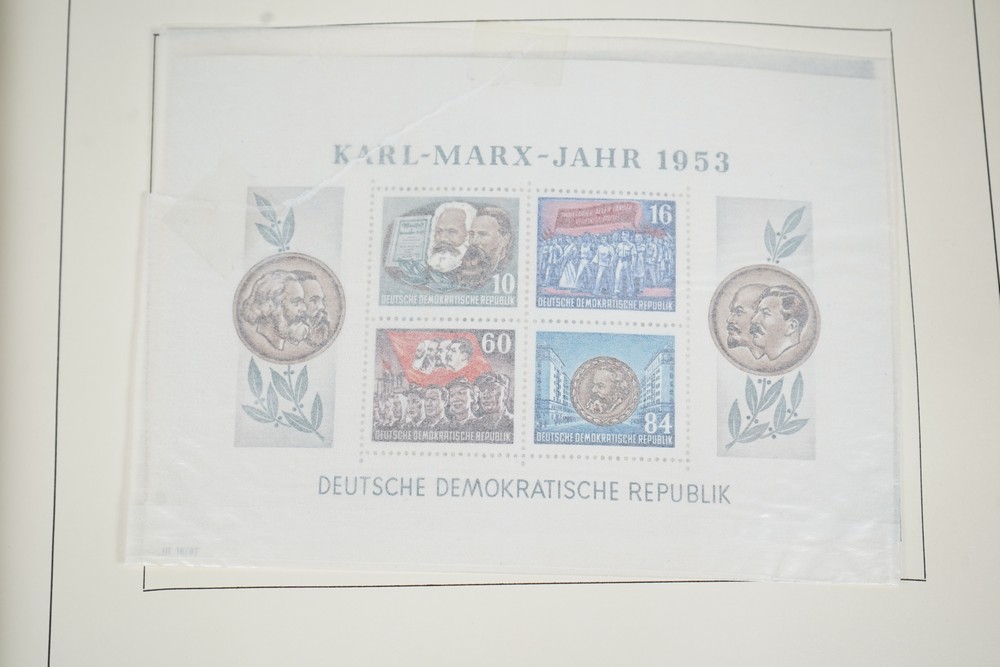 KARL-MARX-JAHR 1953
10
DEUTSCHE DEMOKRATISCHE REPUBLIK
16
DEUTSCHE DEMOKRATISCHE REPUBLIK
60
DEUTSCHE DEMOKRATISCHE REPUBLIK
84
DEUTSCHE DEMOKRATISCHE REPUBLIK
DEUTSCHE DEMOKRATISCHE REPUBLIK